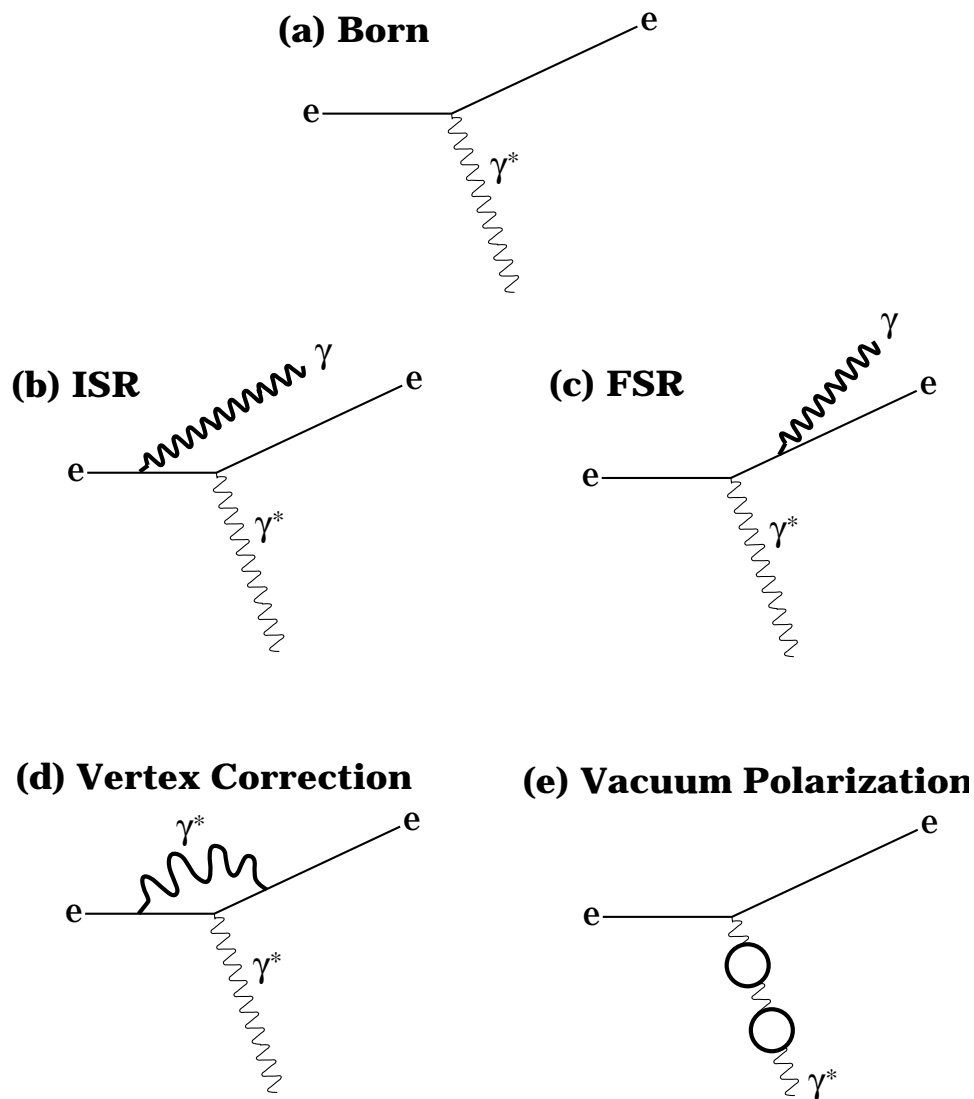 (a) Born
e
e
γ*
(b) ISR
γ
e
e
γ*
(c) FSR
γ
e
e
γ*
(d) Vertex Correction
γ*
e
e
γ*
(e) Vacuum Polarization
e
e
γ*